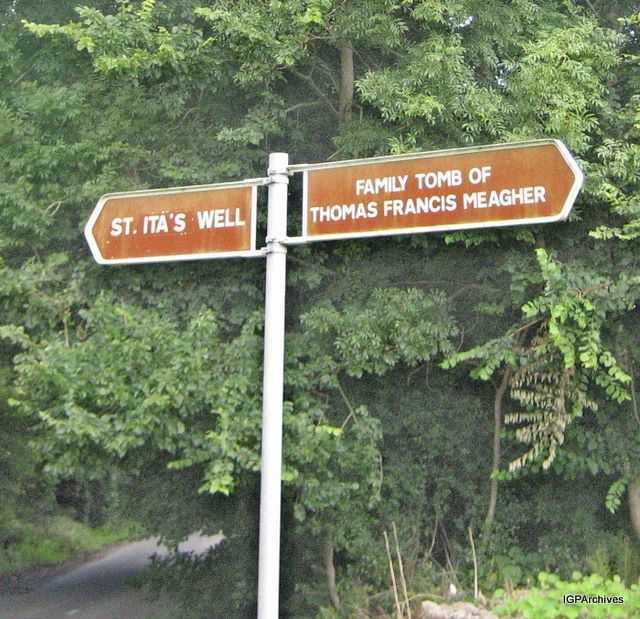 ST. ITA'S WELL
FAMILY TOMB OF
THOMAS FRANCIS MEAGHER
IGPArchives